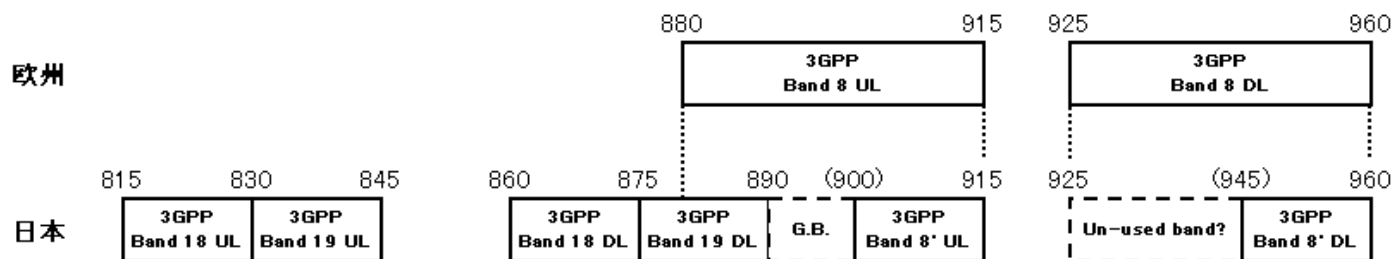 880 915 925 960
欧州
3GPP
Band 8 UL
3GPP
Band 8 DL
815 830 845 860 875 890 (900) 915 925 (945) 960
日本
3GPP
Band 18 UL
3GPP
Band 19 UL
3GPP
Band 18 DL
3GPP
Band 19 DL
G.B.
3GPP
Band 8' UL
Un-used band?
3GPP
Band 8' DL